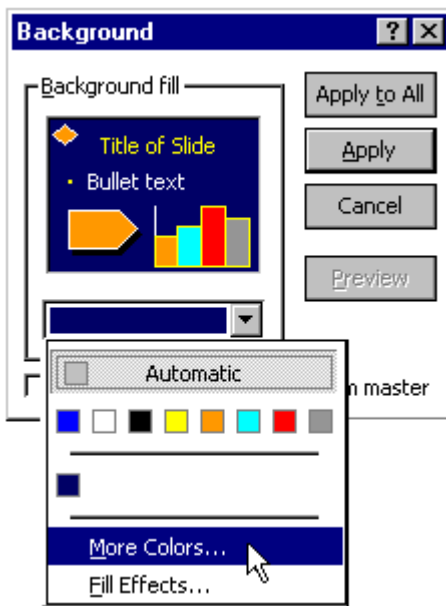 Background
Background fill
Apply to All
Title of Slide
Bullet text
Apply
Cancel
Preview
Automatic
master
More Colors...
Fill Effects...